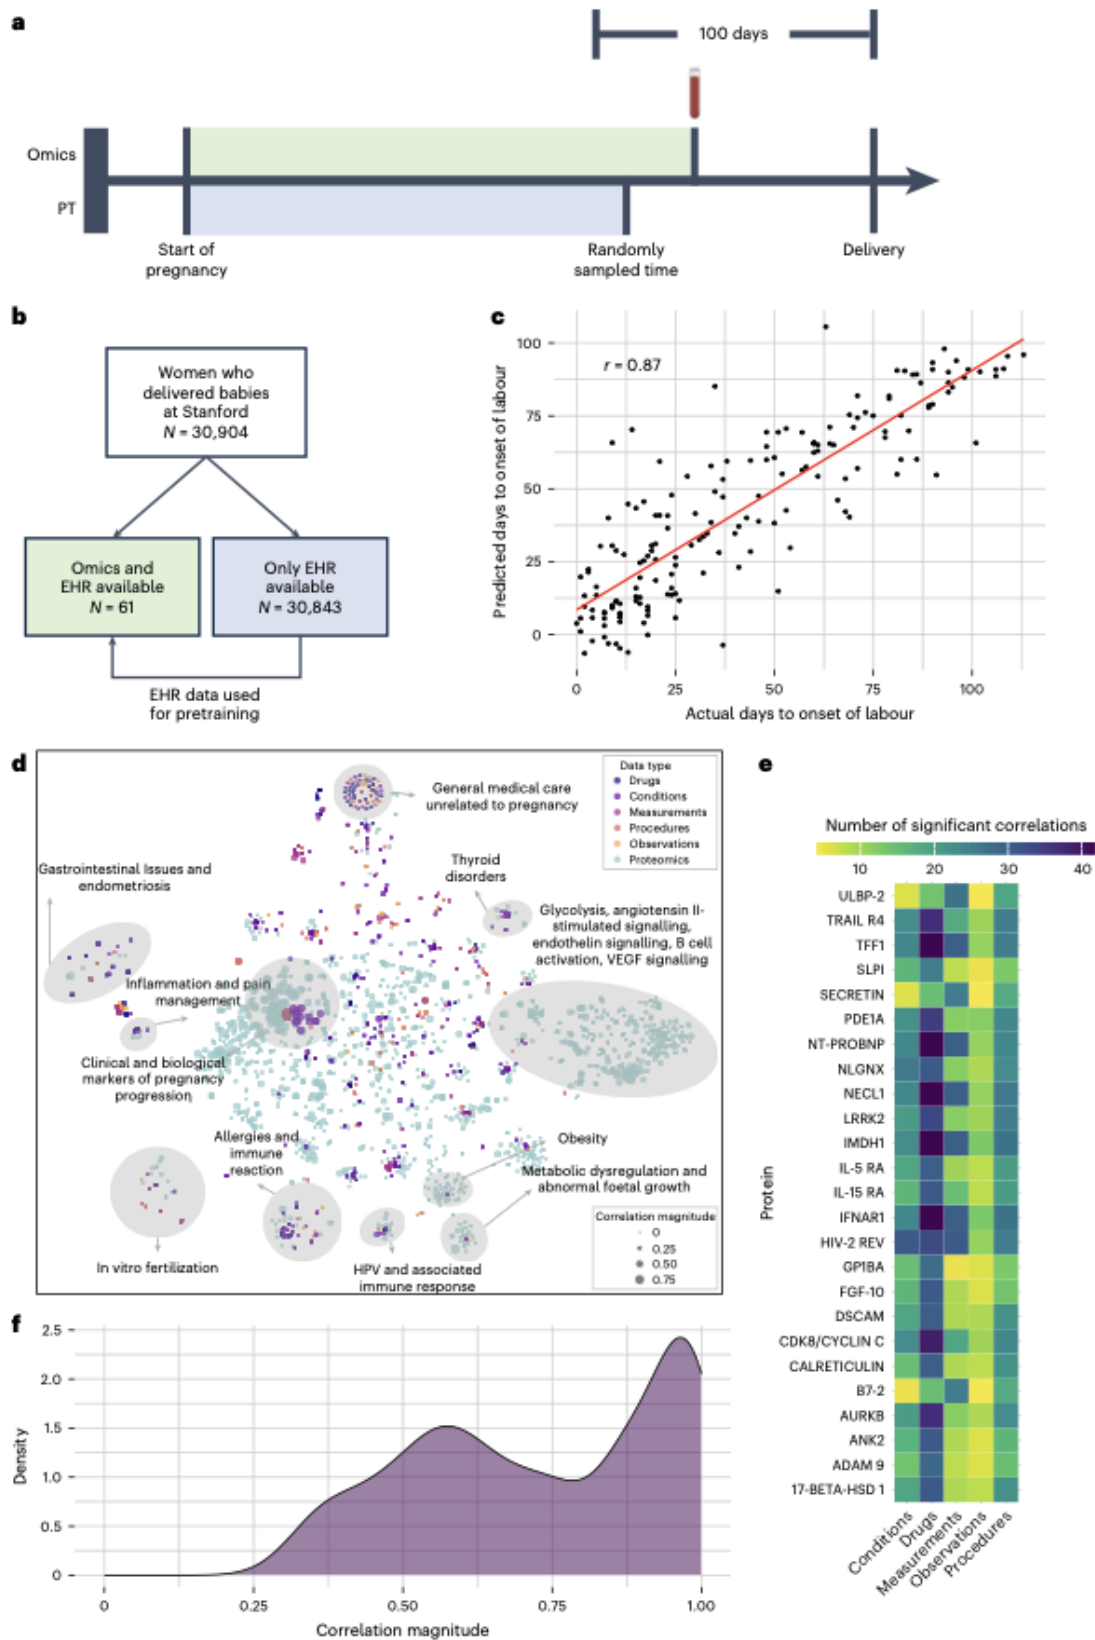 a
100 days
Omics
PT
Start of
pregnancy
Randomly
sampled time
Delivery
b
Women who
delivered babies
at Stanford
N = 30,904
Omics and
EHR available
N = 61
Only EHR
available
N = 30,843
EHR data used
for pretraining
c
r = 0.87
Predicted days to onset of labour
100
75
50
25
0
0
25
50
75
100
Actual days to onset of labour
d
Data type
Drugs
Conditions
Measurements
Procedures
Observations
Proteomics
General medical care
unrelated to pregnancy
Gastrointestinal Issues and
endometriosis
Thyroid
disorders
Glycolysis, angiotensin II-
stimulated signalling,
endothelin signalling, B cell
activation, VEGF signalling
Inflammation and pain
management
Clinical and biological
markers of pregnancy
progression
Allergies and
immune
reaction
Obesity
Metabolic dysregulation and
abnormal foetal growth
In vitro fertilization
HPV and associated
immune response
Correlation magnitude
0
0.25
0.50
0.75
e
Number of significant correlations
10
20
30
40
Protein
ULBP-2
TRAIL R4
TFF1
SLPI
SECRETIN
PDE1A
NT-PROBNP
NLGNX
NECL1
LRRK2
IMDH1
IL-5 RA
IL-15 RA
IFNAR1
HIV-2 REV
GP1BA
FGF-10
DSCAM
CDK8/CYCLIN C
CALRETICULIN
B7-2
AURKB
ANK2
ADAM 9
17-BETA-HSD 1
Conditions
Drugs
Measurements
Observations
Procedures
f
Density
2.5
2.0
1.5
1.0
0.5
0
0
0.25
0.50
0.75
1.00
Correlation magnitude